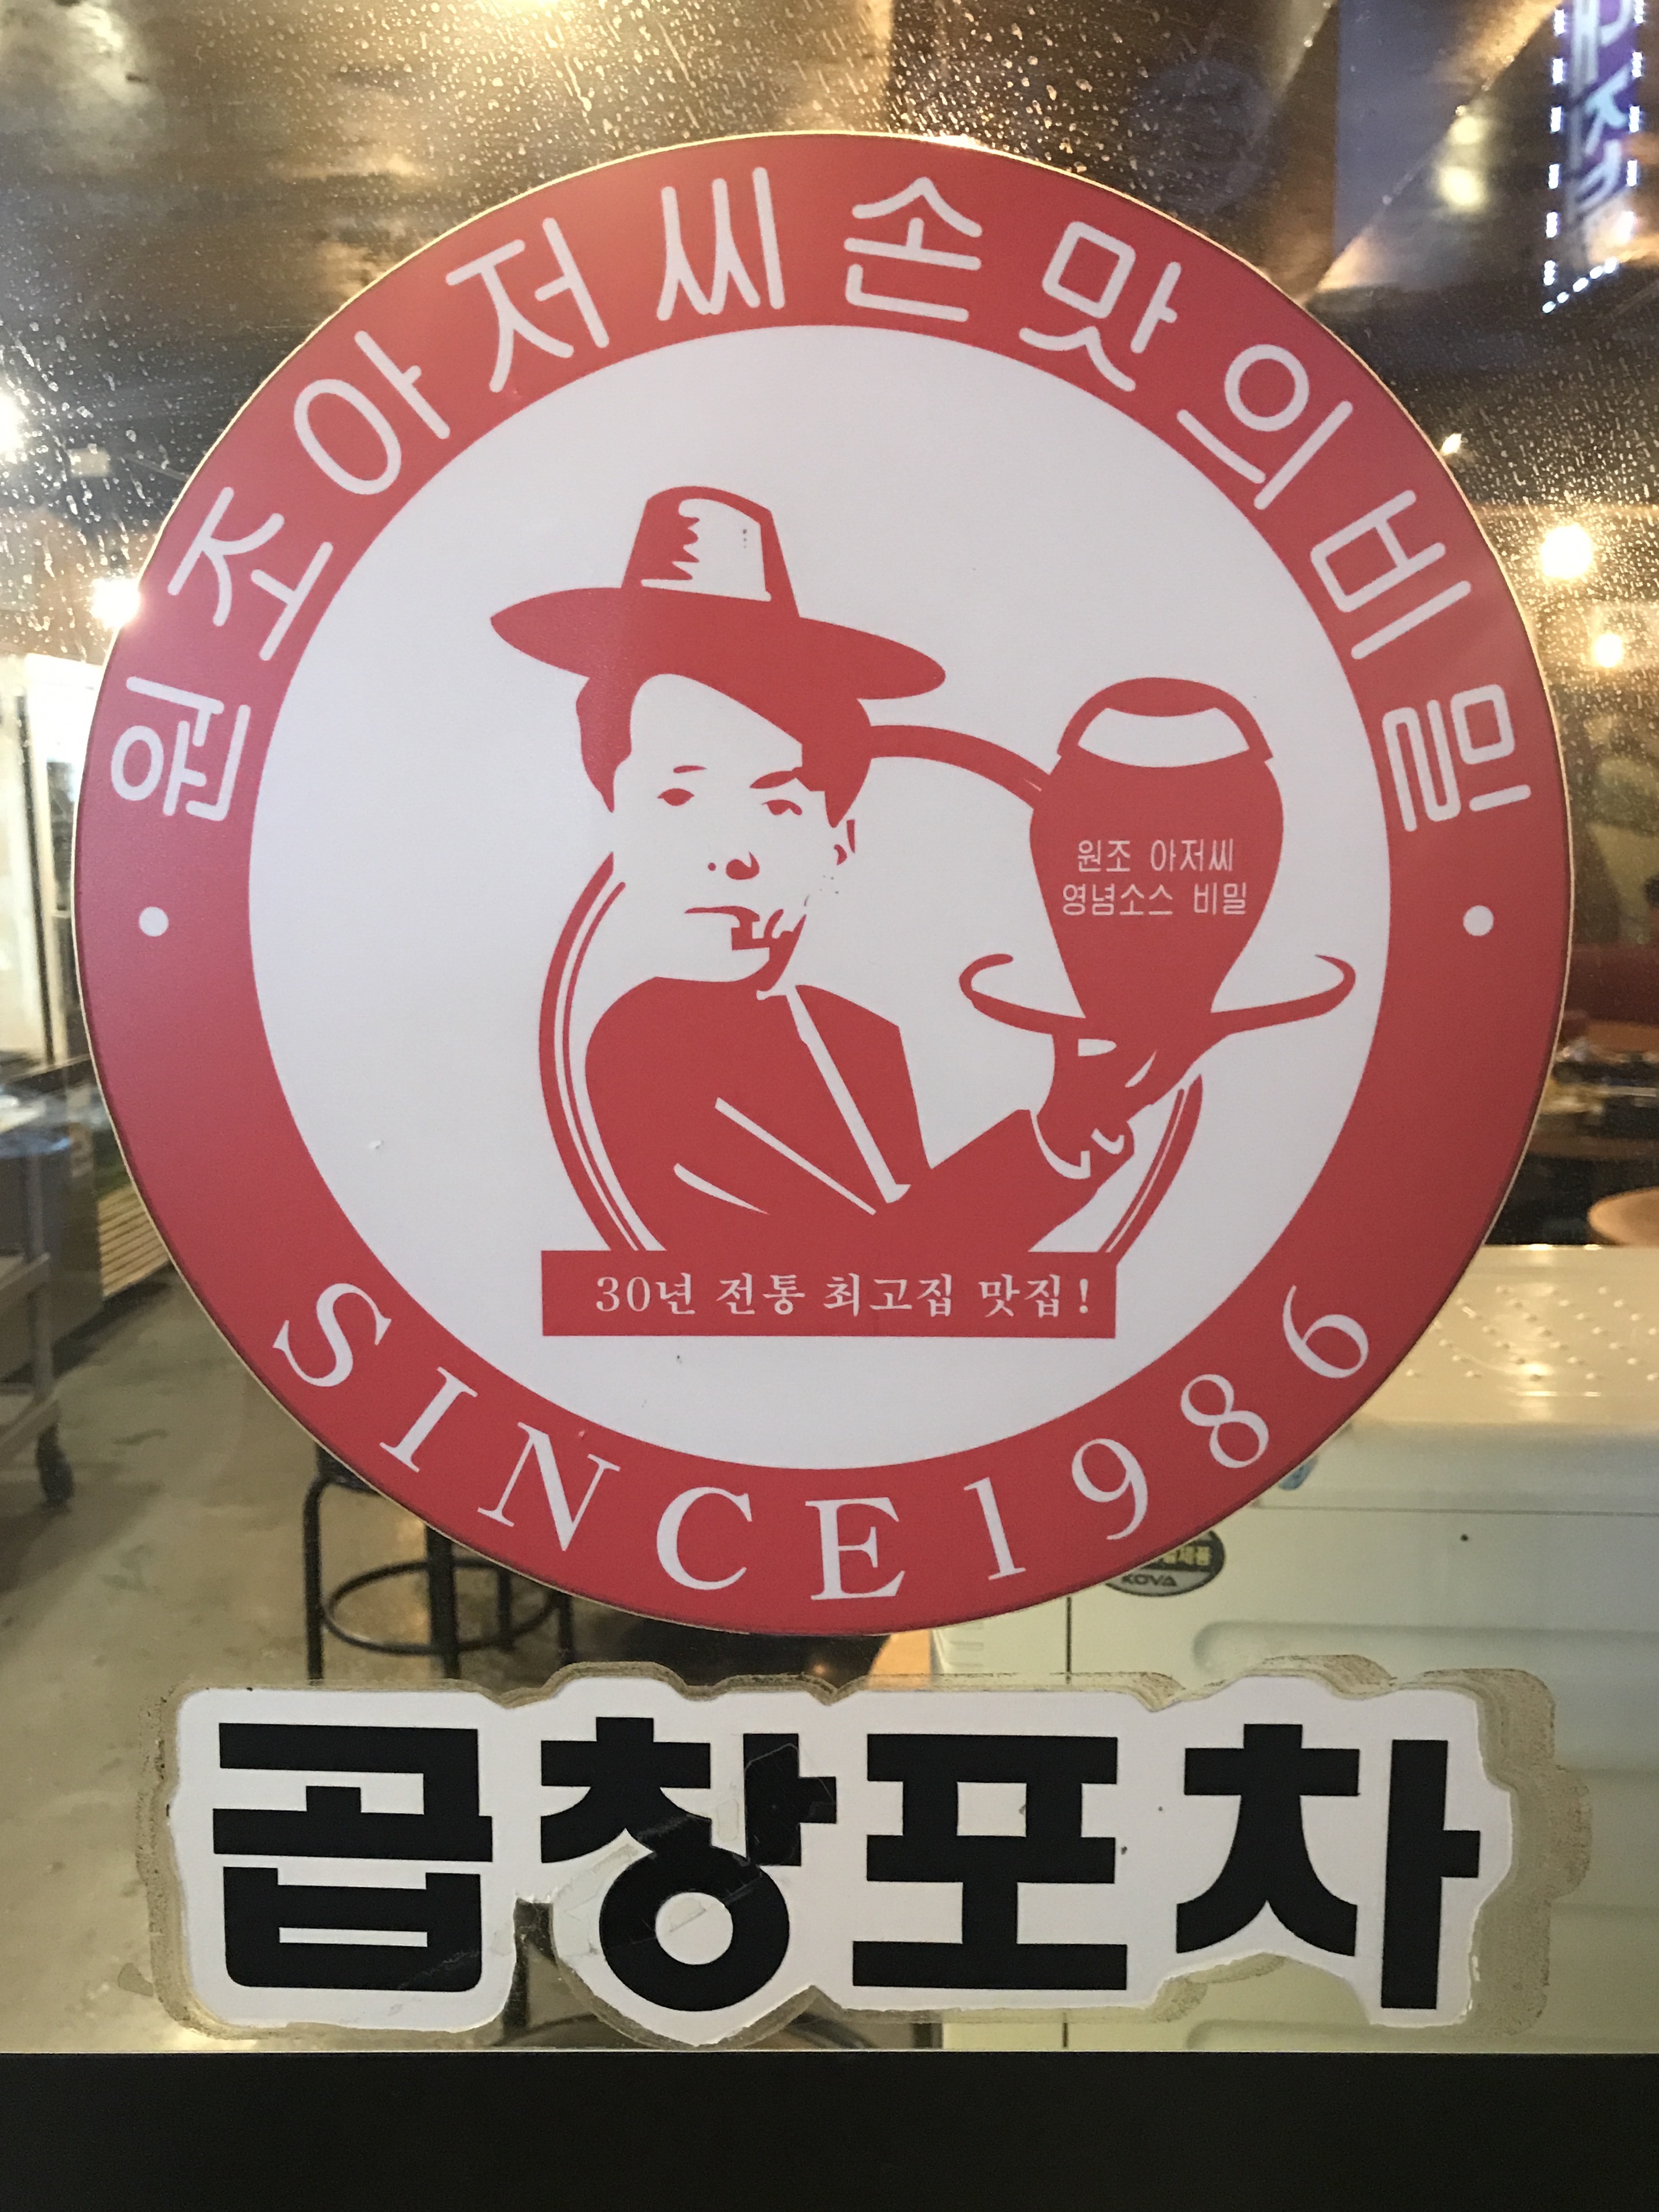 원조아저씨손맛의비밀
원조 아저씨
영념소스 비밀
30년 전통 최고집 맛집!
SINCE1986
KOVA
곱창포차